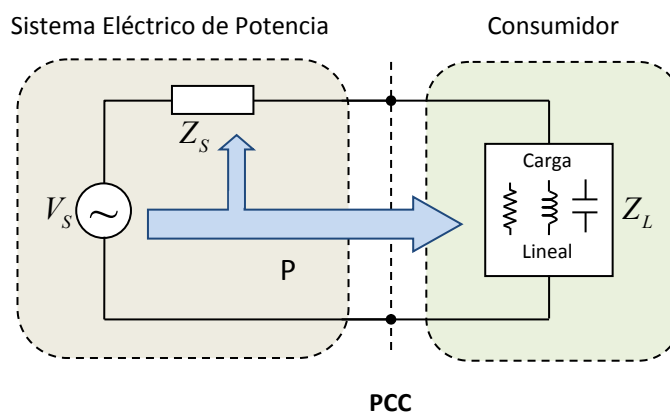 Sistema Eléctrico de Potencia
Consumidor
Z_S
V_S
P
Carga
Lineal
Z_L
PCC